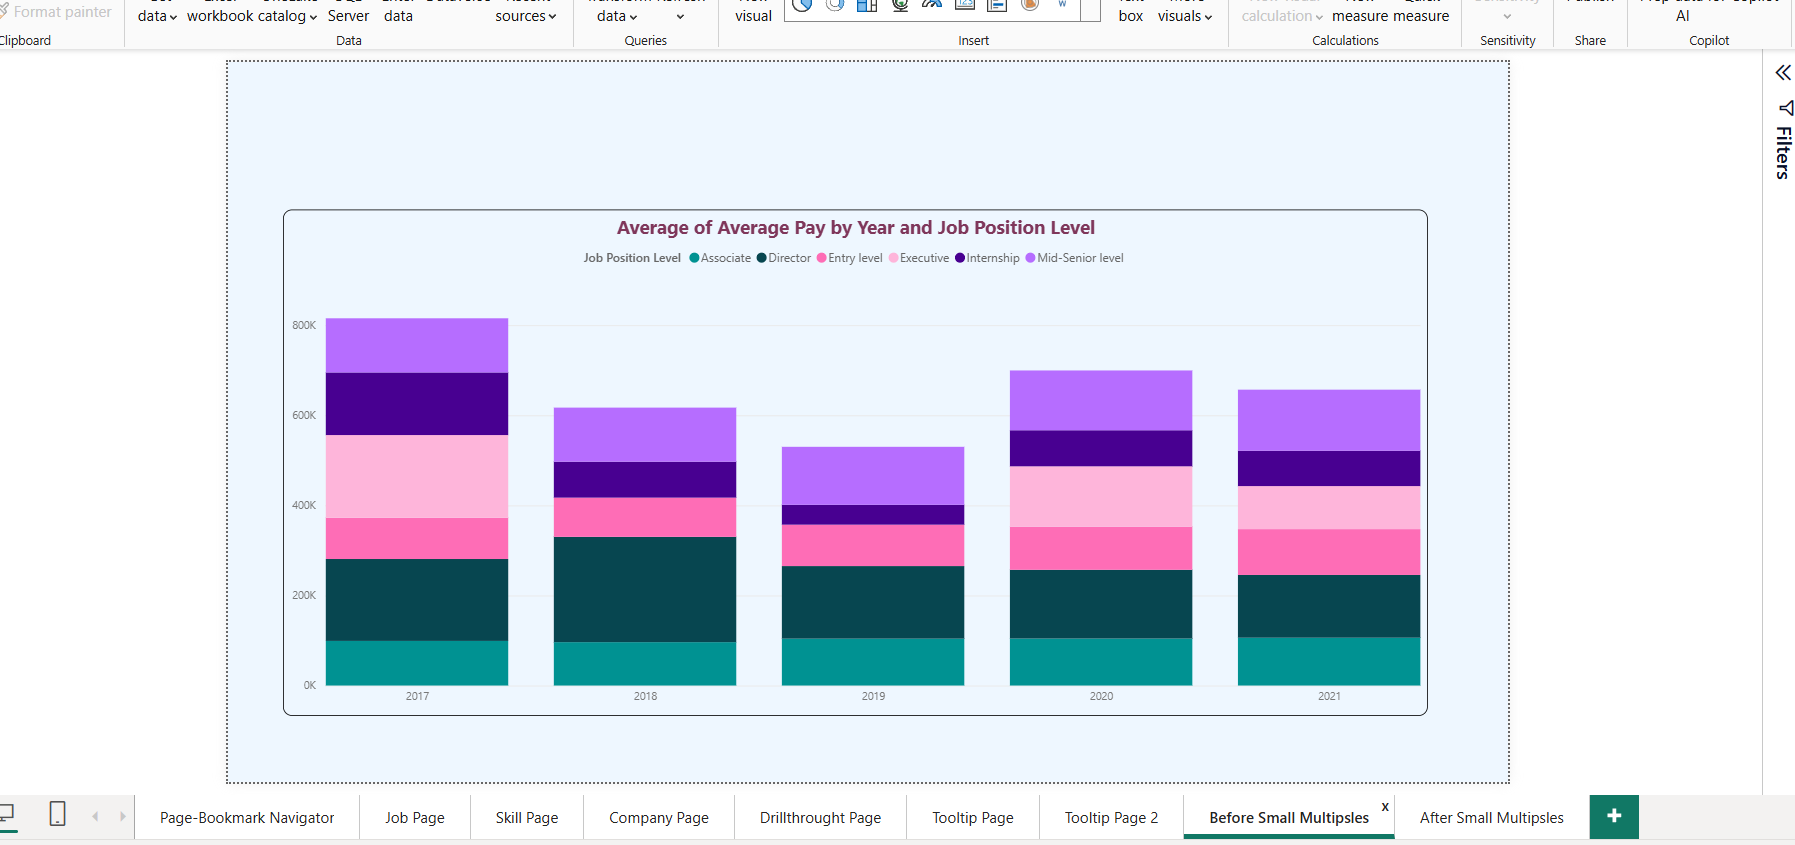 Format painter
data
workbook
catalog
Server
data
sources
data
visual
box
visuals
calculation
measure
measure
AI
Clipboard
Data
Queries
Insert
Calculations
Sensitivity
Share
Copilot
Filters
Average of Average Pay by Year and Job Position Level
Job Position Level Associate Director Entry level Executive Internship Mid-Senior level
800K
600K
400K
200K
0K
2017 2018 2019 2020 2021
Page-Bookmark Navigator
Job Page
Skill Page
Company Page
Drillthrought Page
Tooltip Page
Tooltip Page 2
Before Small Multipsles
x
After Small Multipsles
+